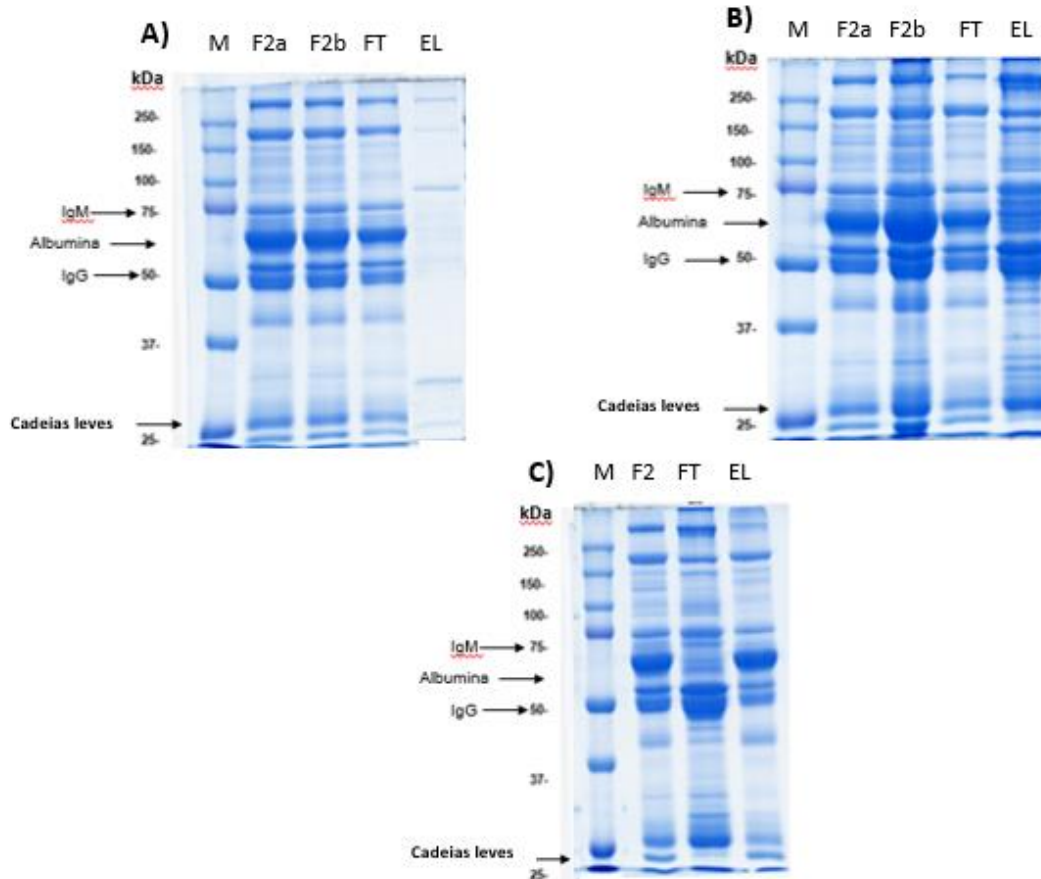 A)
M F2a F2b FT EL
kDa
250-
150-
100-
IgM 75-
Albumina
IgG 50-
37-
Cadeias leves
25-
B)
M F2a F2b FT EL
kDa
250-
150-
100-
IgM 75-
Albumina
IgG 50-
37-
Cadeias leves
25-
C)
M F2 FT EL
kDa
250-
150-
100-
IgM 75-
Albumina
IgG 50-
37-
Cadeias leves
25-